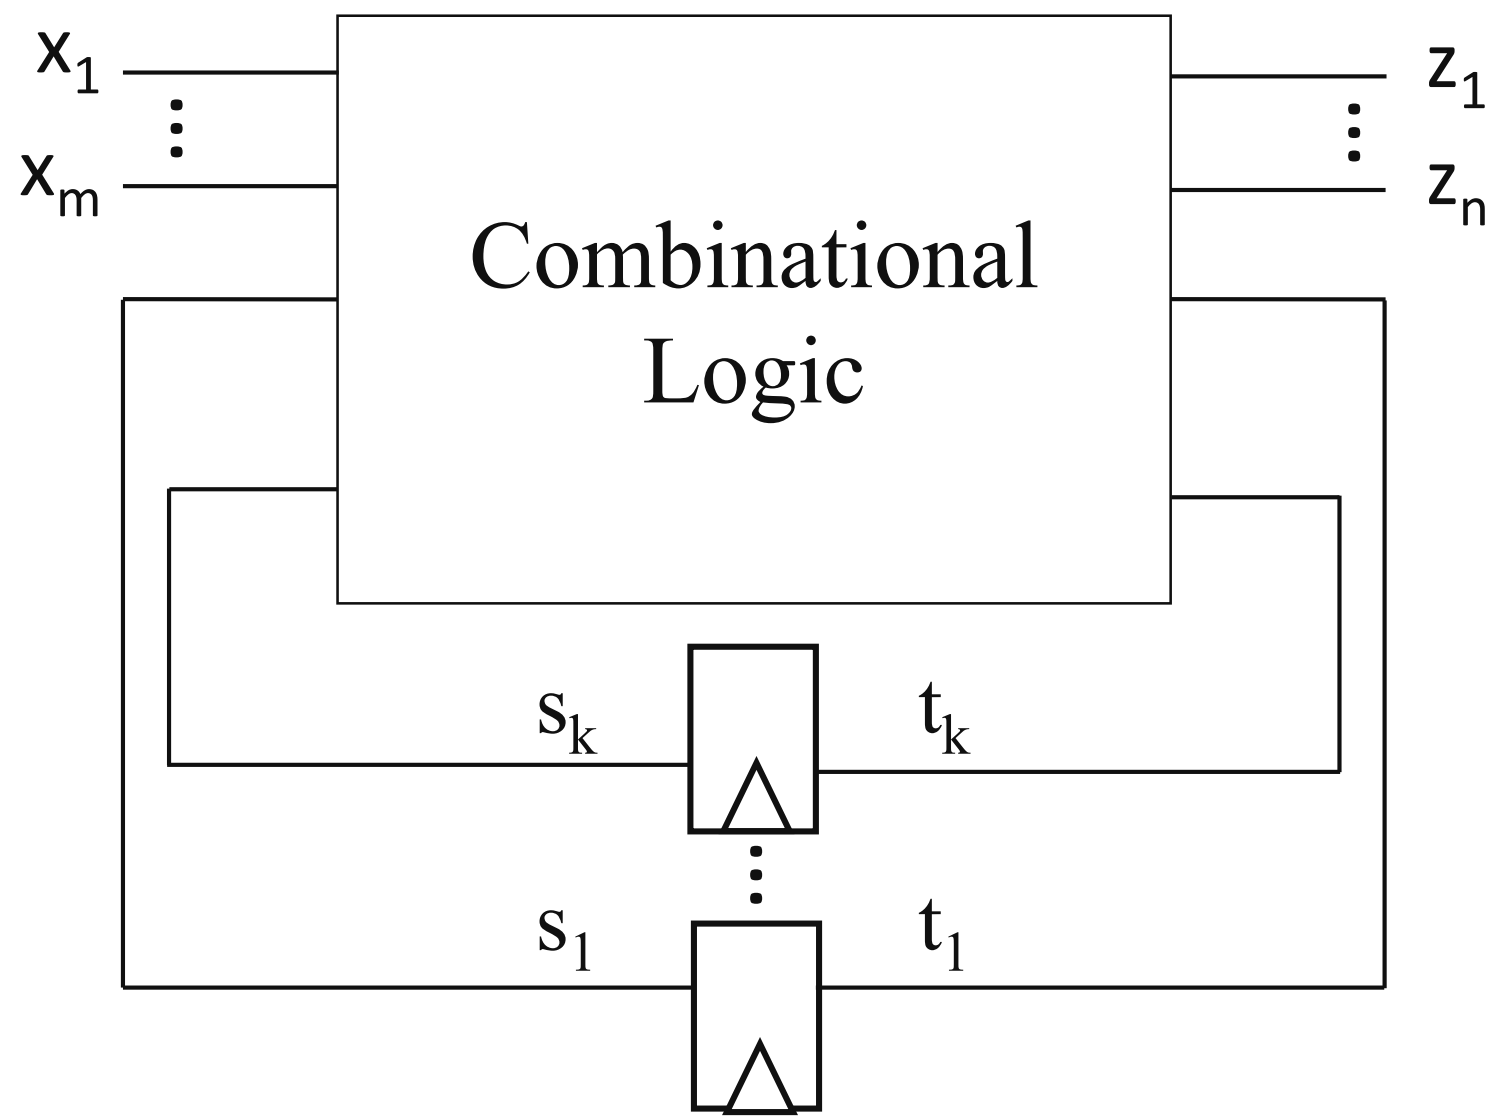 x1
z1
xm
zn
Combinational
Logic
sk
tk
s1
t1